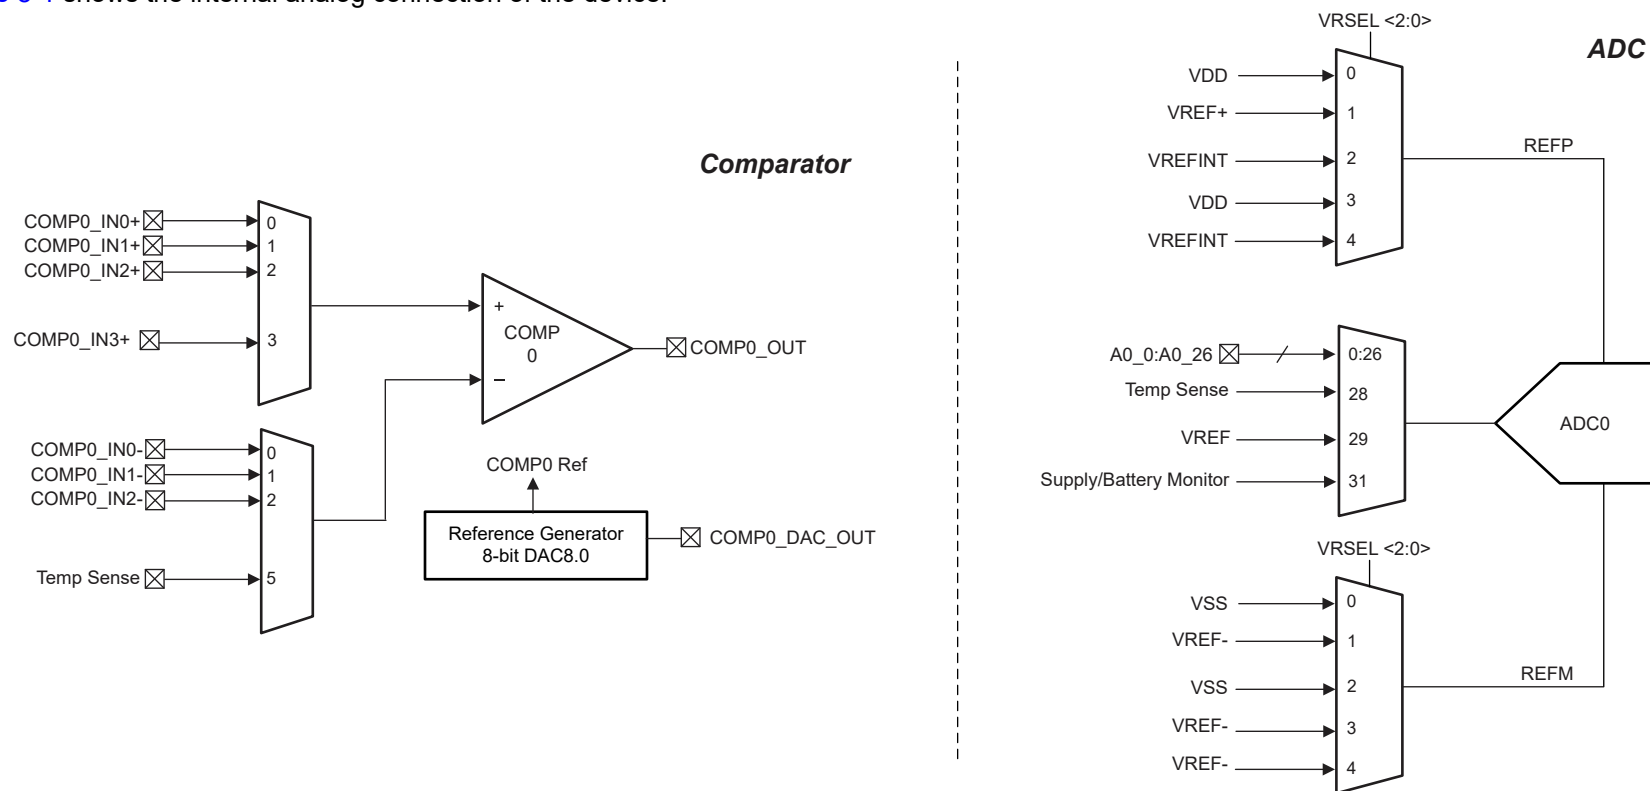 shows the internal analog connection of the device.
Comparator
COMP0_IN0+
COMP0_IN1+
COMP0_IN2+
COMP0_IN3+
0
1
2
3
COMP0_IN0-
COMP0_IN1-
COMP0_IN2-
Temp Sense
0
1
2
5
+
COMP
0
−
COMP0_OUT
COMP0 Ref
Reference Generator
8-bit DAC8.0
COMP0_DAC_OUT
ADC
VRSEL <2:0>
VDD 0
VREF+ 1
VREFINT 2
VDD 3
VREFINT 4
REFP
A0_0:A0_26 0:26
Temp Sense 28
VREF 29
Supply/Battery Monitor 31
ADC0
VRSEL <2:0>
VSS 0
VREF- 1
VSS 2
VREF- 3
VREF- 4
REFM